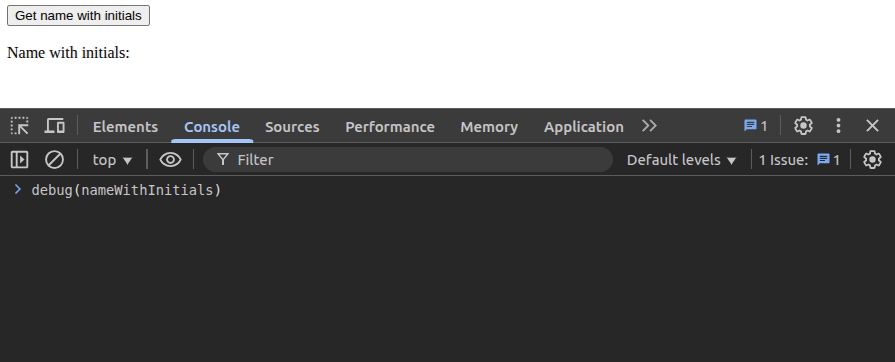 Get name with initials
Name with initials:
Elements Console Sources Performance Memory Application 1
top Filter Default levels 1 Issue: 1
debug(nameWithInitials)